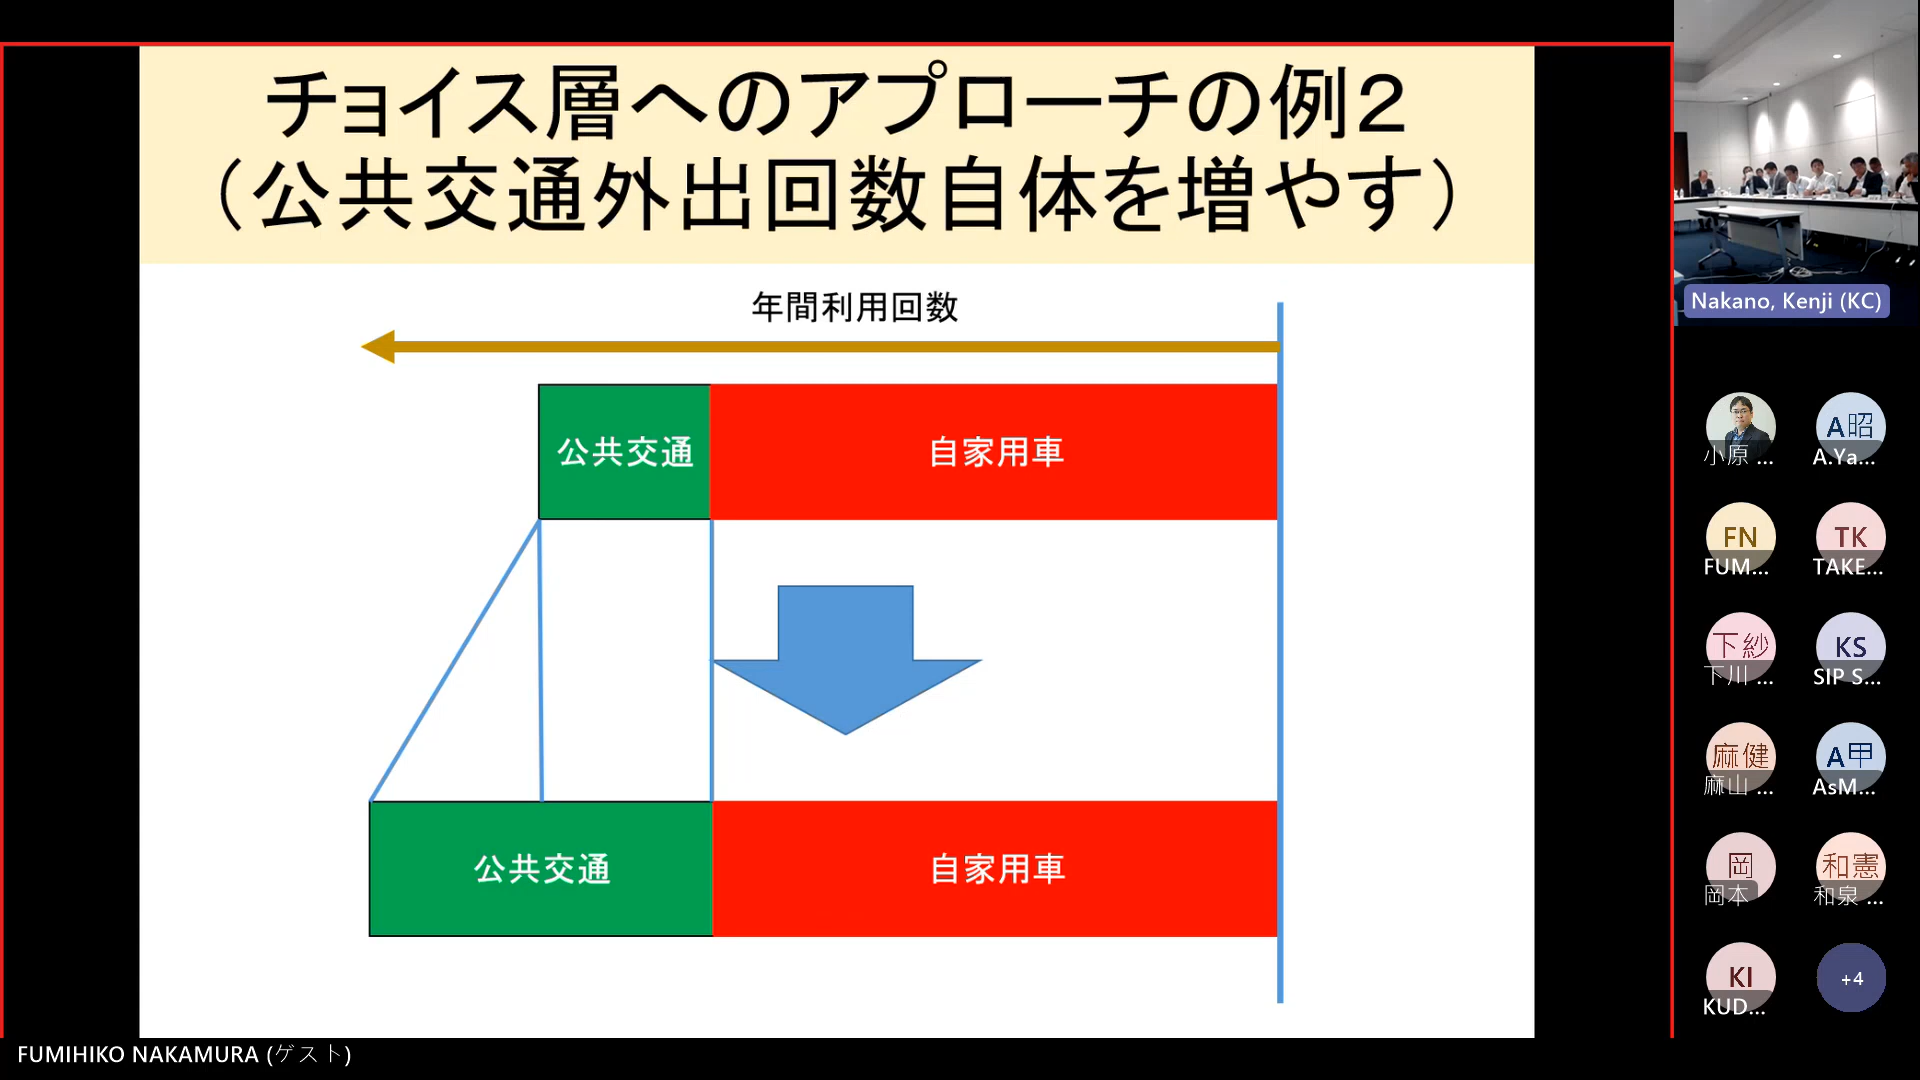 チョイス層へのアプローチの例２
（公共交通外出回数自体を増やす）
年間利用回数
公共交通
自家用車
公共交通
自家用車
FUMIHIKO NAKAMURA (ゲスト)
Nakano, Kenji (KC)
小原 ...
A昭
A.Ya...
FN
FUM...
TK
TAKE...
下紗
下川 ...
KS
SIP S...
麻健
麻山 ...
A甲
AsM...
岡
岡本
和憲
和泉 ...
KI
KUD...
+4